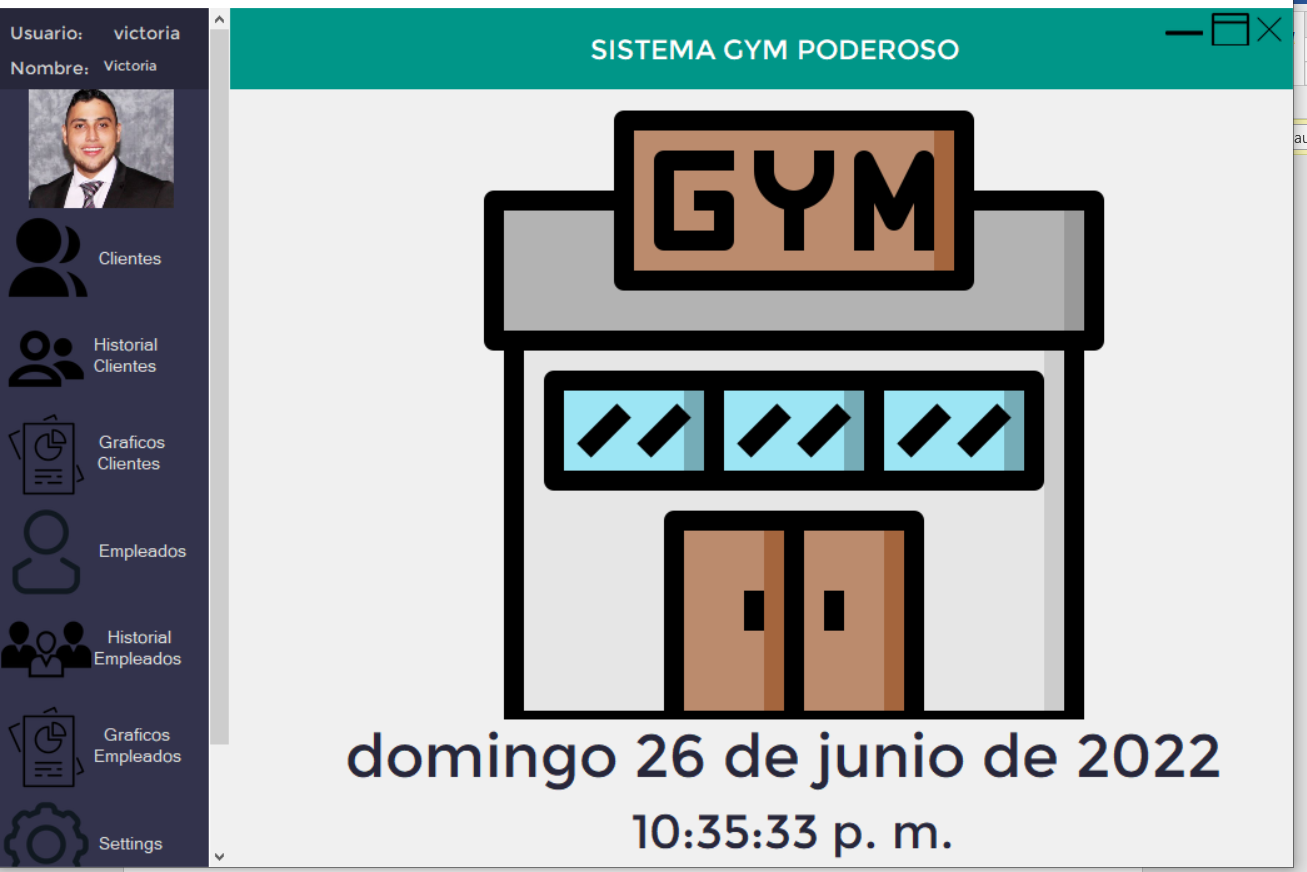 Usuario: victoria
Nombre: Victoria
SISTEMA GYM PODEROSO
GYM
Clientes
Historial
Clientes
Graficos
Clientes
Empleados
Historial
Empleados
Graficos
Empleados
Settings
domingo 26 de junio de 2022
10:35:33 p. m.
au